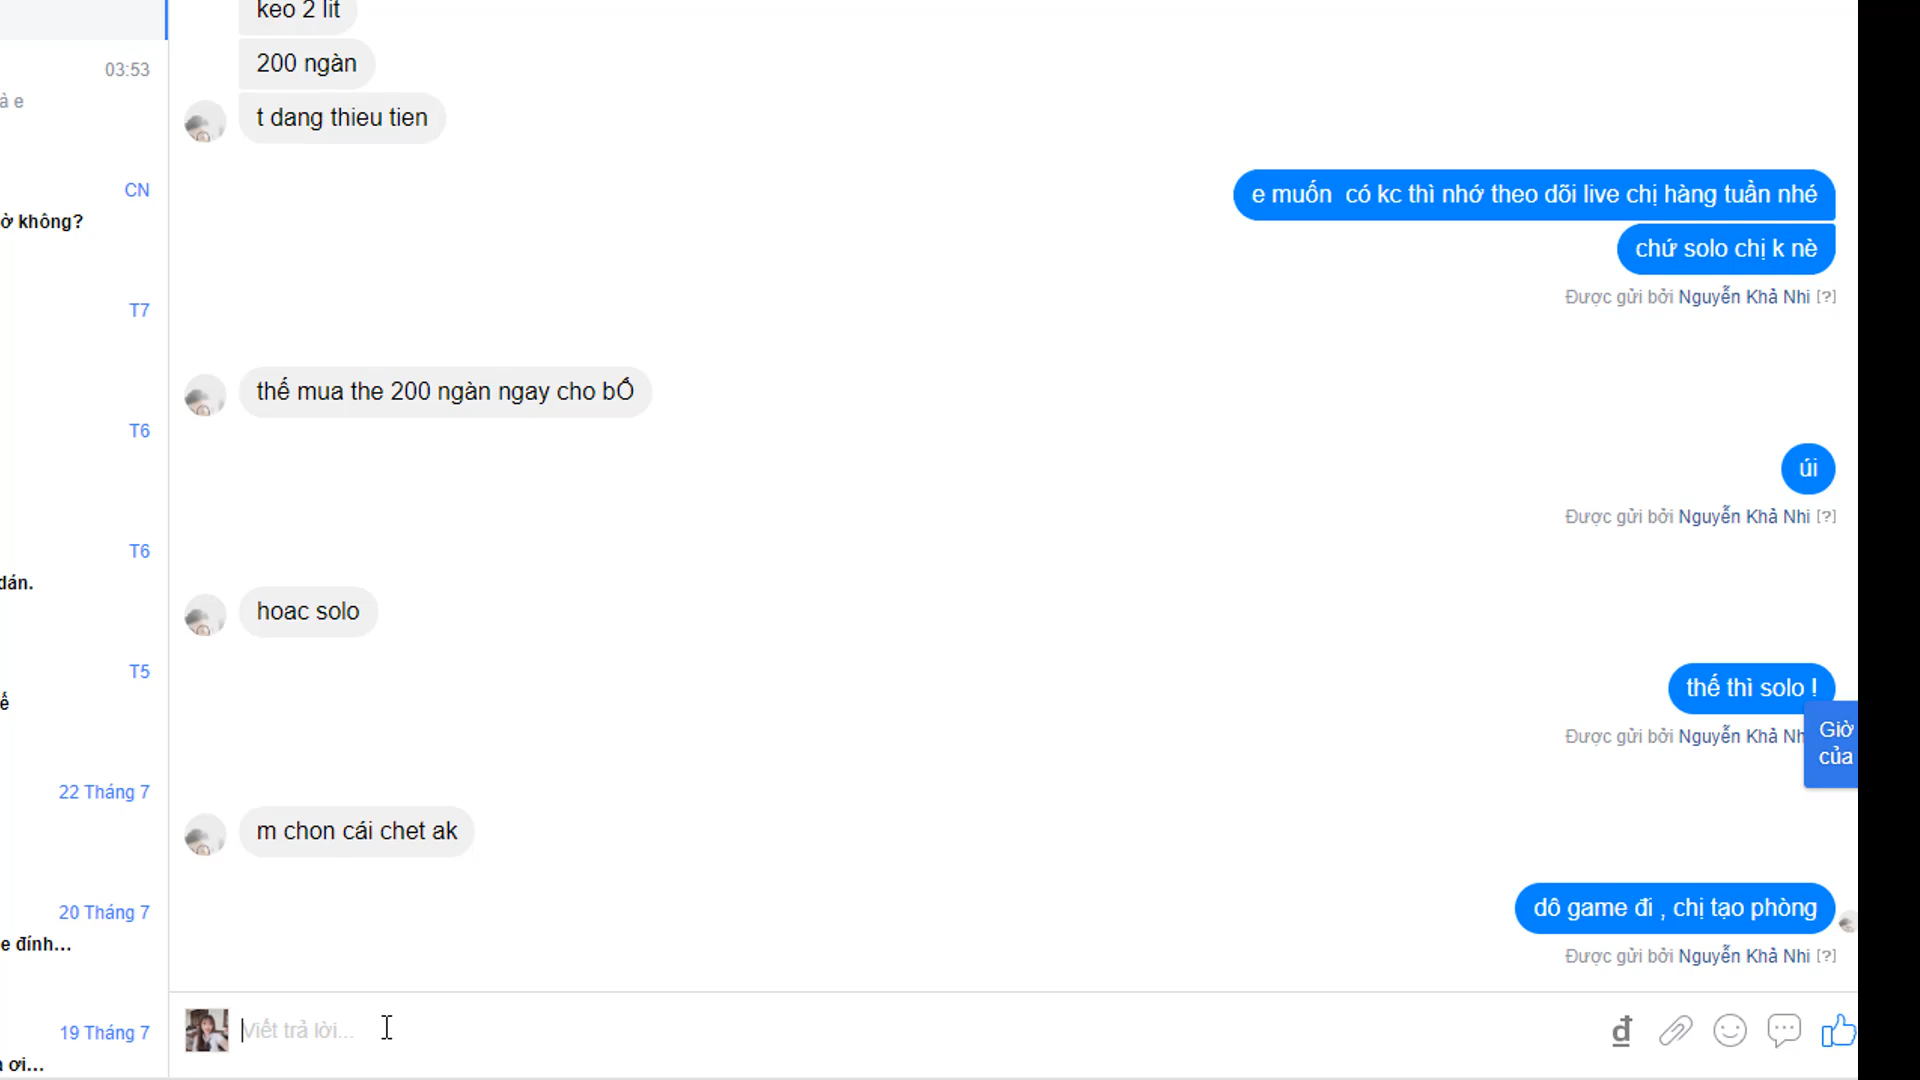 keo 2 lit
200 ngàn
t dang thieu tien
e muốn  có kc thì nhớ theo dõi live chị hàng tuần nhé
chứ solo chị k nè
Được gửi bởi Nguyễn Khả Nhi [?]
thế mua the 200 ngàn ngay cho bỐ
úi
Được gửi bởi Nguyễn Khả Nhi [?]
hoac solo
thế thì solo !
Được gửi bởi Nguyễn Khả Nh
Giờ
của
m chon cái chet ak
dô game đi , chị tạo phòng
Được gửi bởi Nguyễn Khả Nhi [?]
Viết trả lời...
đ
03:53
à e
CN
ờ không?
T7
T6
T6
dán.
T5
ế
22 Tháng 7
20 Tháng 7
e đính...
19 Tháng 7
ơi...